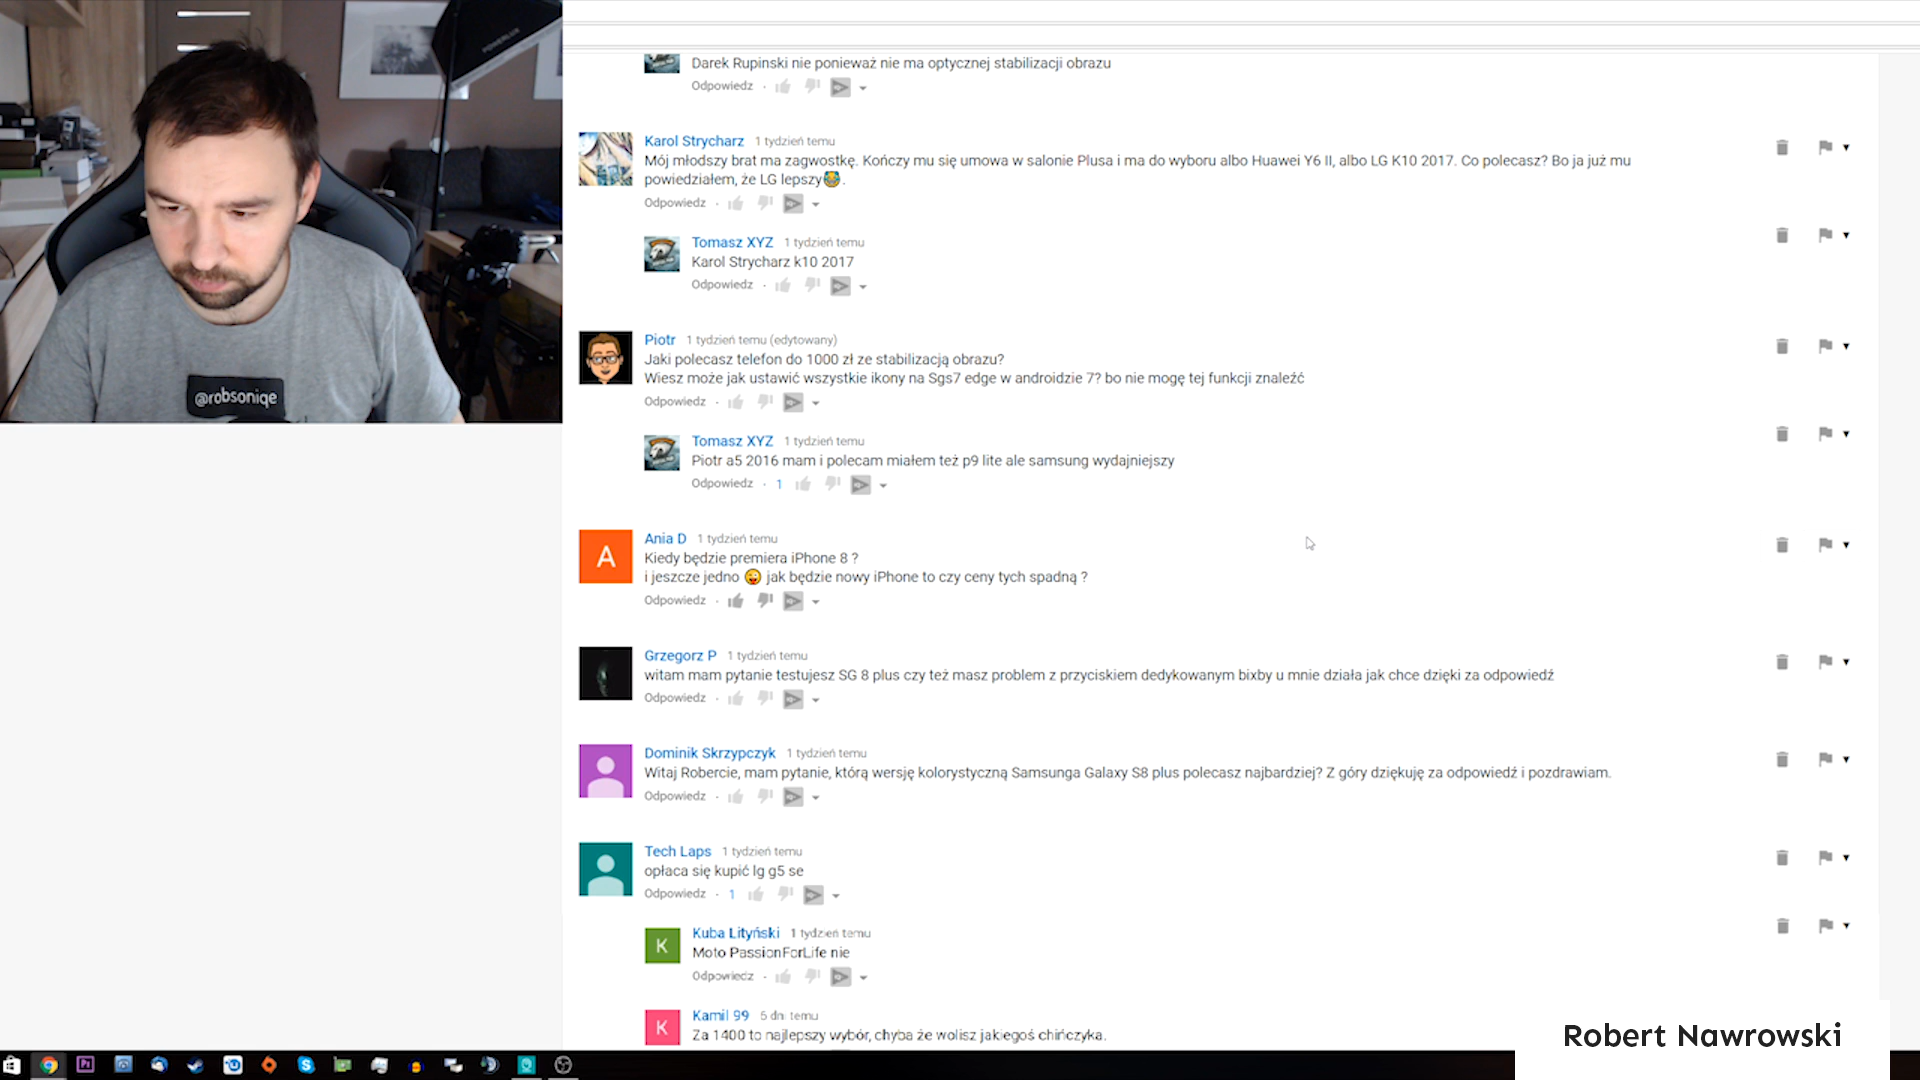 POWERLUX
@robsoniqe
Darek Rupinski nie ponieważ nie ma optycznej stabilizacji obrazu
Odpowiedz
Karol Strycharz 1 tydzień temu
Mój młodszy brat ma zagwostkę. Kończy mu się umowa w salonie Plusa i ma do wyboru albo Huawei Y6 II, albo LG K10 2017. Co polecasz? Bo ja już mu
powiedziałem, że LG lepszy.
Odpowiedz
Tomasz XYZ 1 tydzień temu
Karol Strycharz k10 2017
Odpowiedz
Piotr 1 tydzień temu (edytowany)
Jaki polecasz telefon do 1000 zł ze stabilizacją obrazu?
Wiesz może jak ustawić wszystkie ikony na Sgs7 edge w androidzie 7? bo nie mogę tej funkcji znaleźć
Odpowiedz
Tomasz XYZ 1 tydzień temu
Piotr a5 2016 mam i polecam miałem też p9 lite ale samsung wydajniejszy
Odpowiedz · 1
A
Ania D 1 tydzień temu
Kiedy będzie premiera iPhone 8 ?
i jeszcze jedno 😜 jak będzie nowy iPhone to czy ceny tych spadną ?
Odpowiedz
Grzegorz P 1 tydzień temu
witam mam pytanie testujesz SG 8 plus czy też masz problem z przyciskiem dedykowanym bixby u mnie działa jak chce dzięki za odpowiedź
Odpowiedz
Dominik Skrzypczyk 1 tydzień temu
Witaj Robercie, mam pytanie, którą wersję kolorystyczną Samsunga Galaxy S8 plus polecasz najbardziej? Z góry dziękuję za odpowiedź i pozdrawiam.
Odpowiedz
Tech Laps 1 tydzień temu
opłaca się kupić lg g5 se
Odpowiedz · 1
K
Kuba Lityński 1 tydzień temu
Moto PassionForLife nie
Odpowiedz
K
Kamil 99 5 dni temu
Za 1400 to najlepszy wybór, chyba że wolisz jakiegoś chińczyka.
Robert Nawrowski